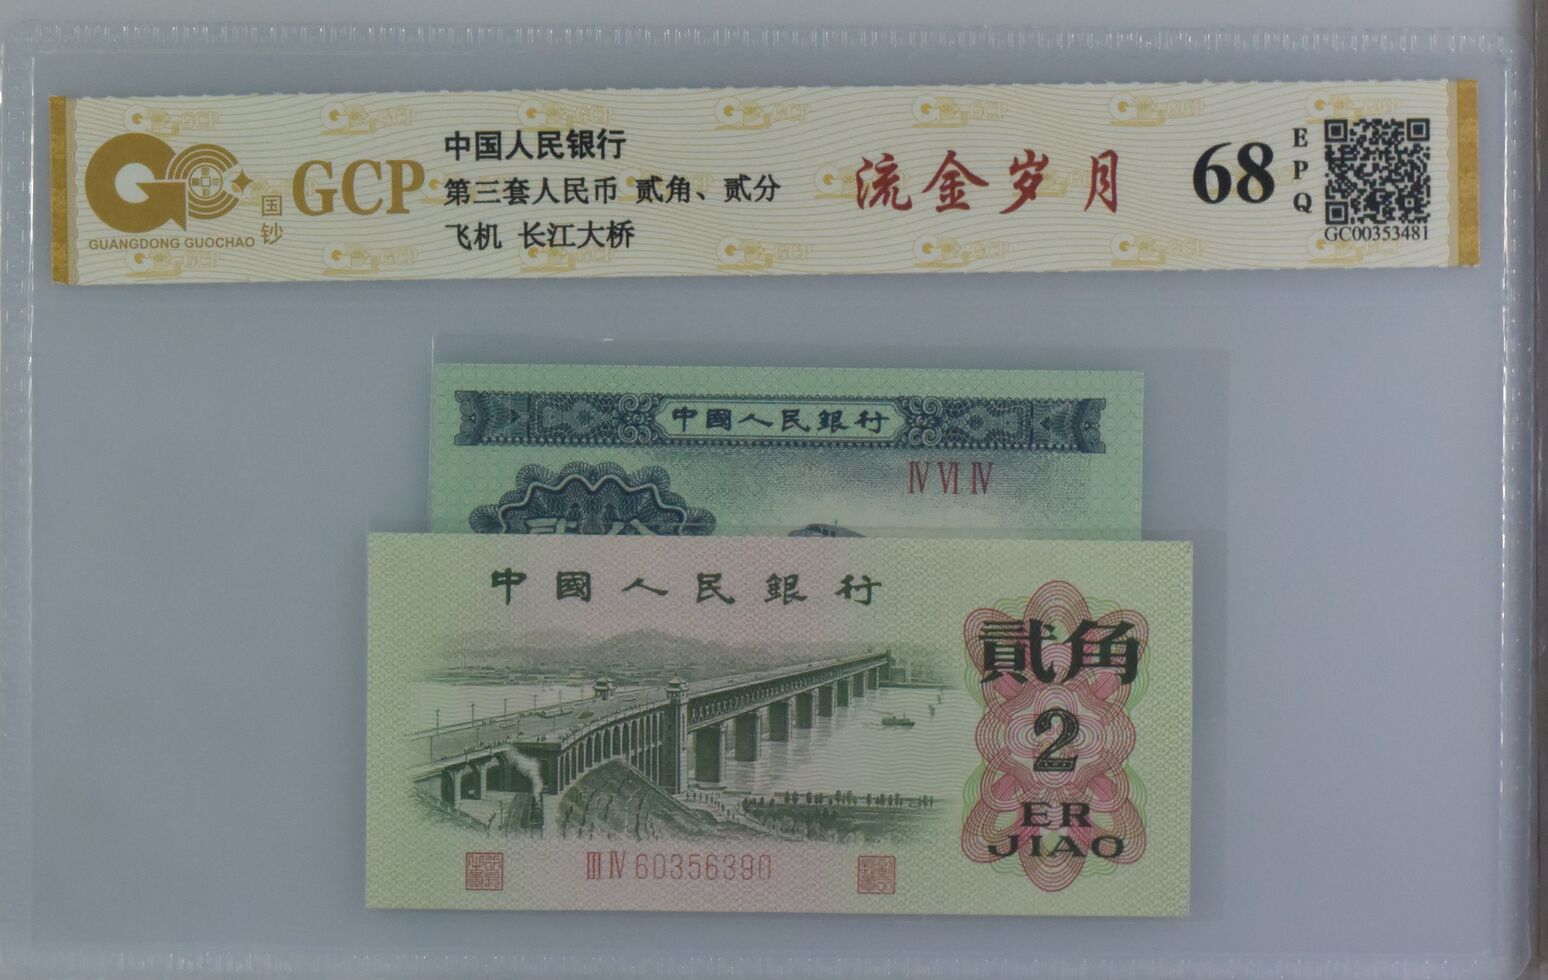 GCP
国钞
GUANGDONG GUOCHAO
中国人民银行
第三套人民币 贰角、贰分
飞机 长江大桥
流金岁月
68
EPQ
GC00353481
中國人民銀行
Ⅳ Ⅵ Ⅳ
中國人民銀行
貳角
2
ER
JIAO
Ⅲ Ⅳ 60356390